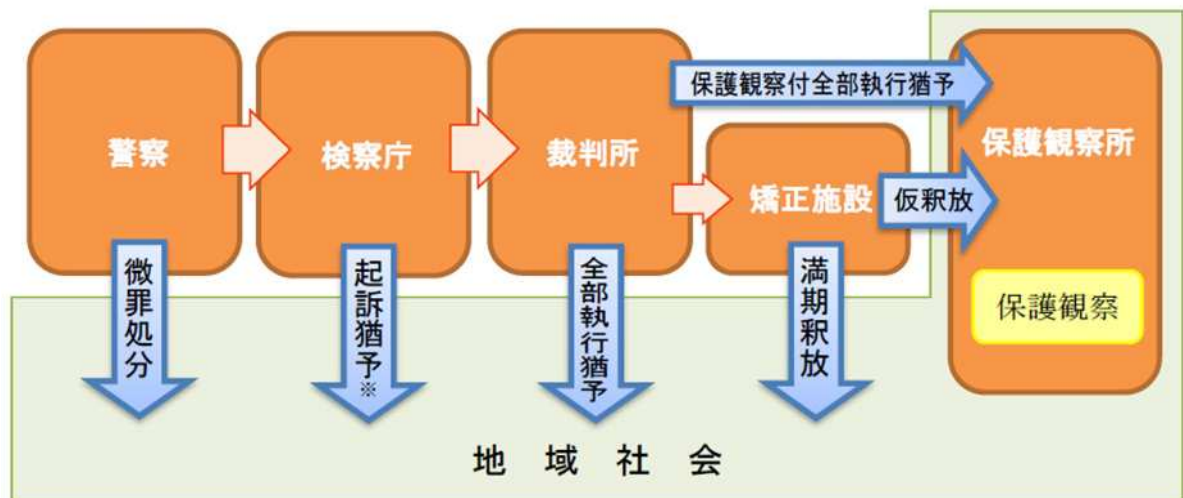 警察
検察庁
裁判所
保護観察付全部執行猶予
保護観察所
矯正施設
仮釈放
微罪処分
起訴猶予※
全部執行猶予
満期釈放
保護観察
地域社会